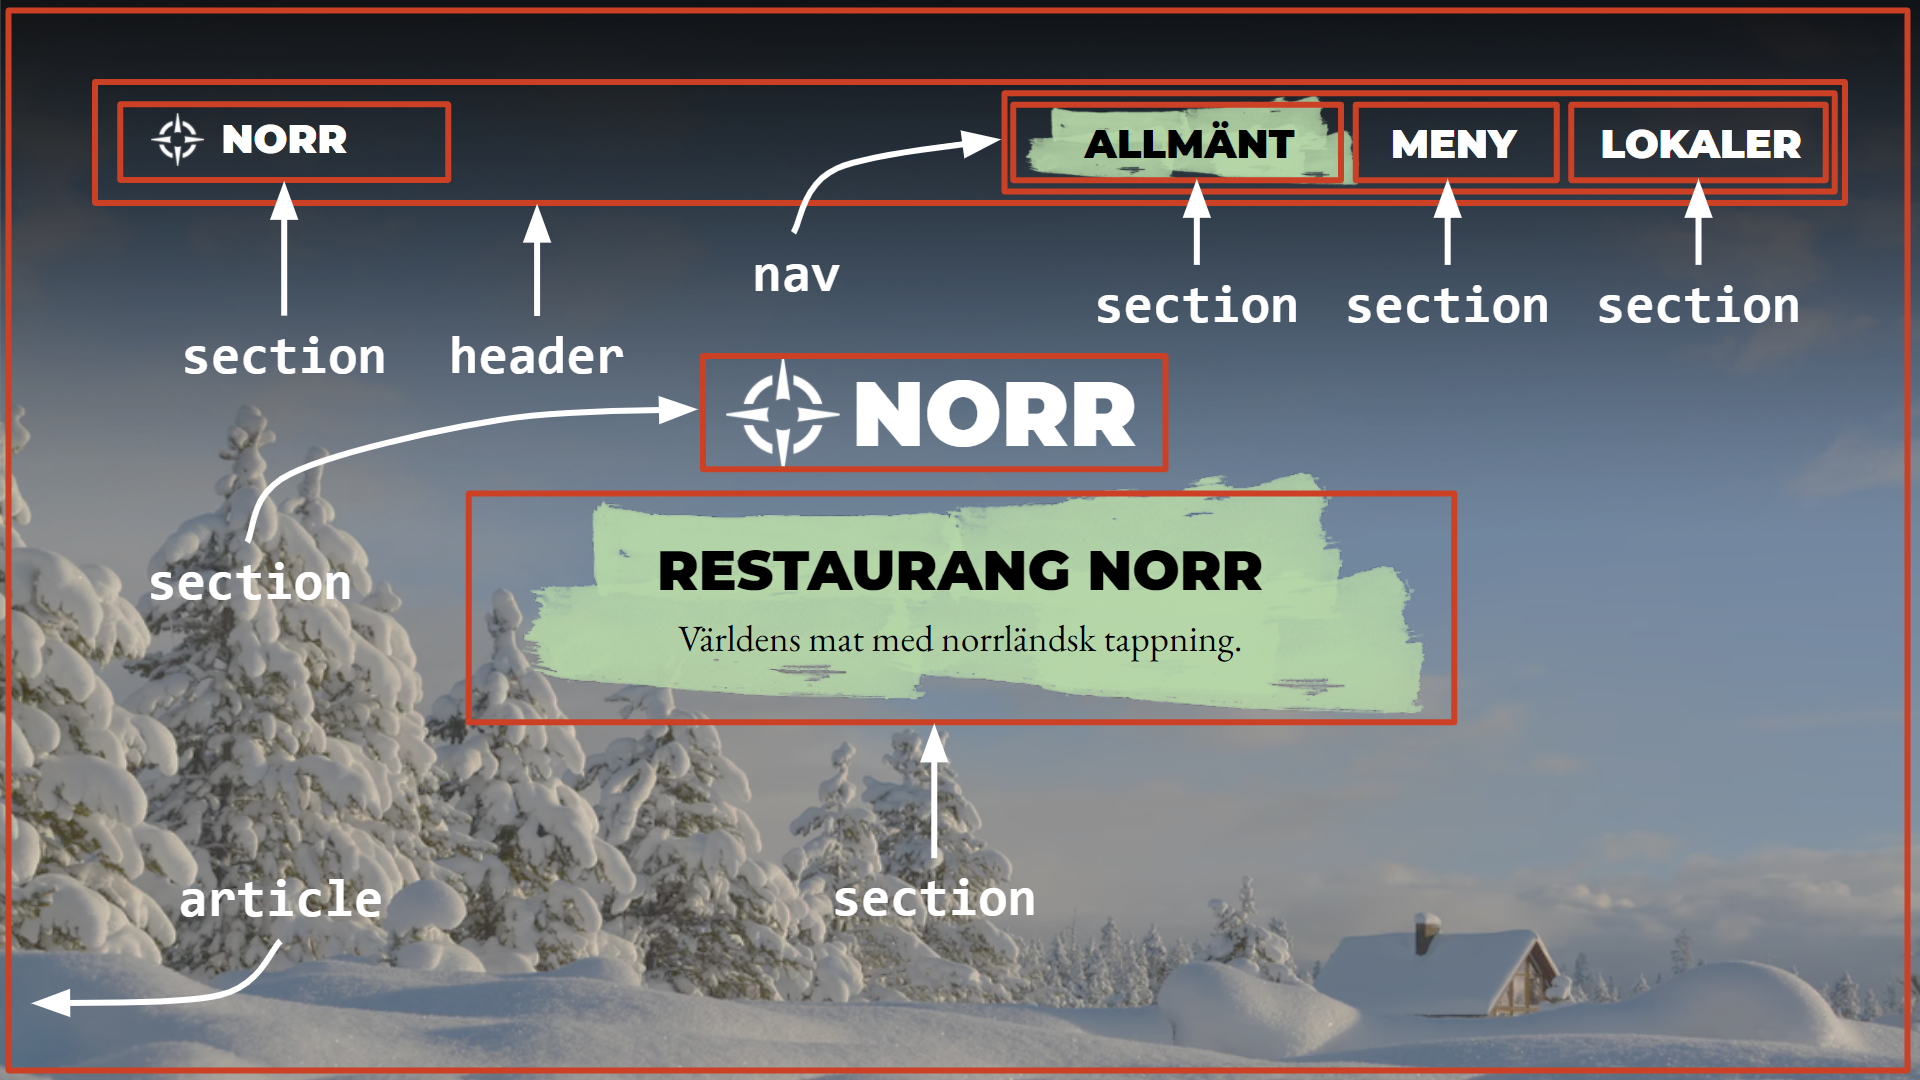 NORR
ALLMÄNT
MENY
LOKALER
nav
section
section
section
section
header
NORR
section
RESTAURANG NORR
Världens mat med norrländsk tappning.
article
section